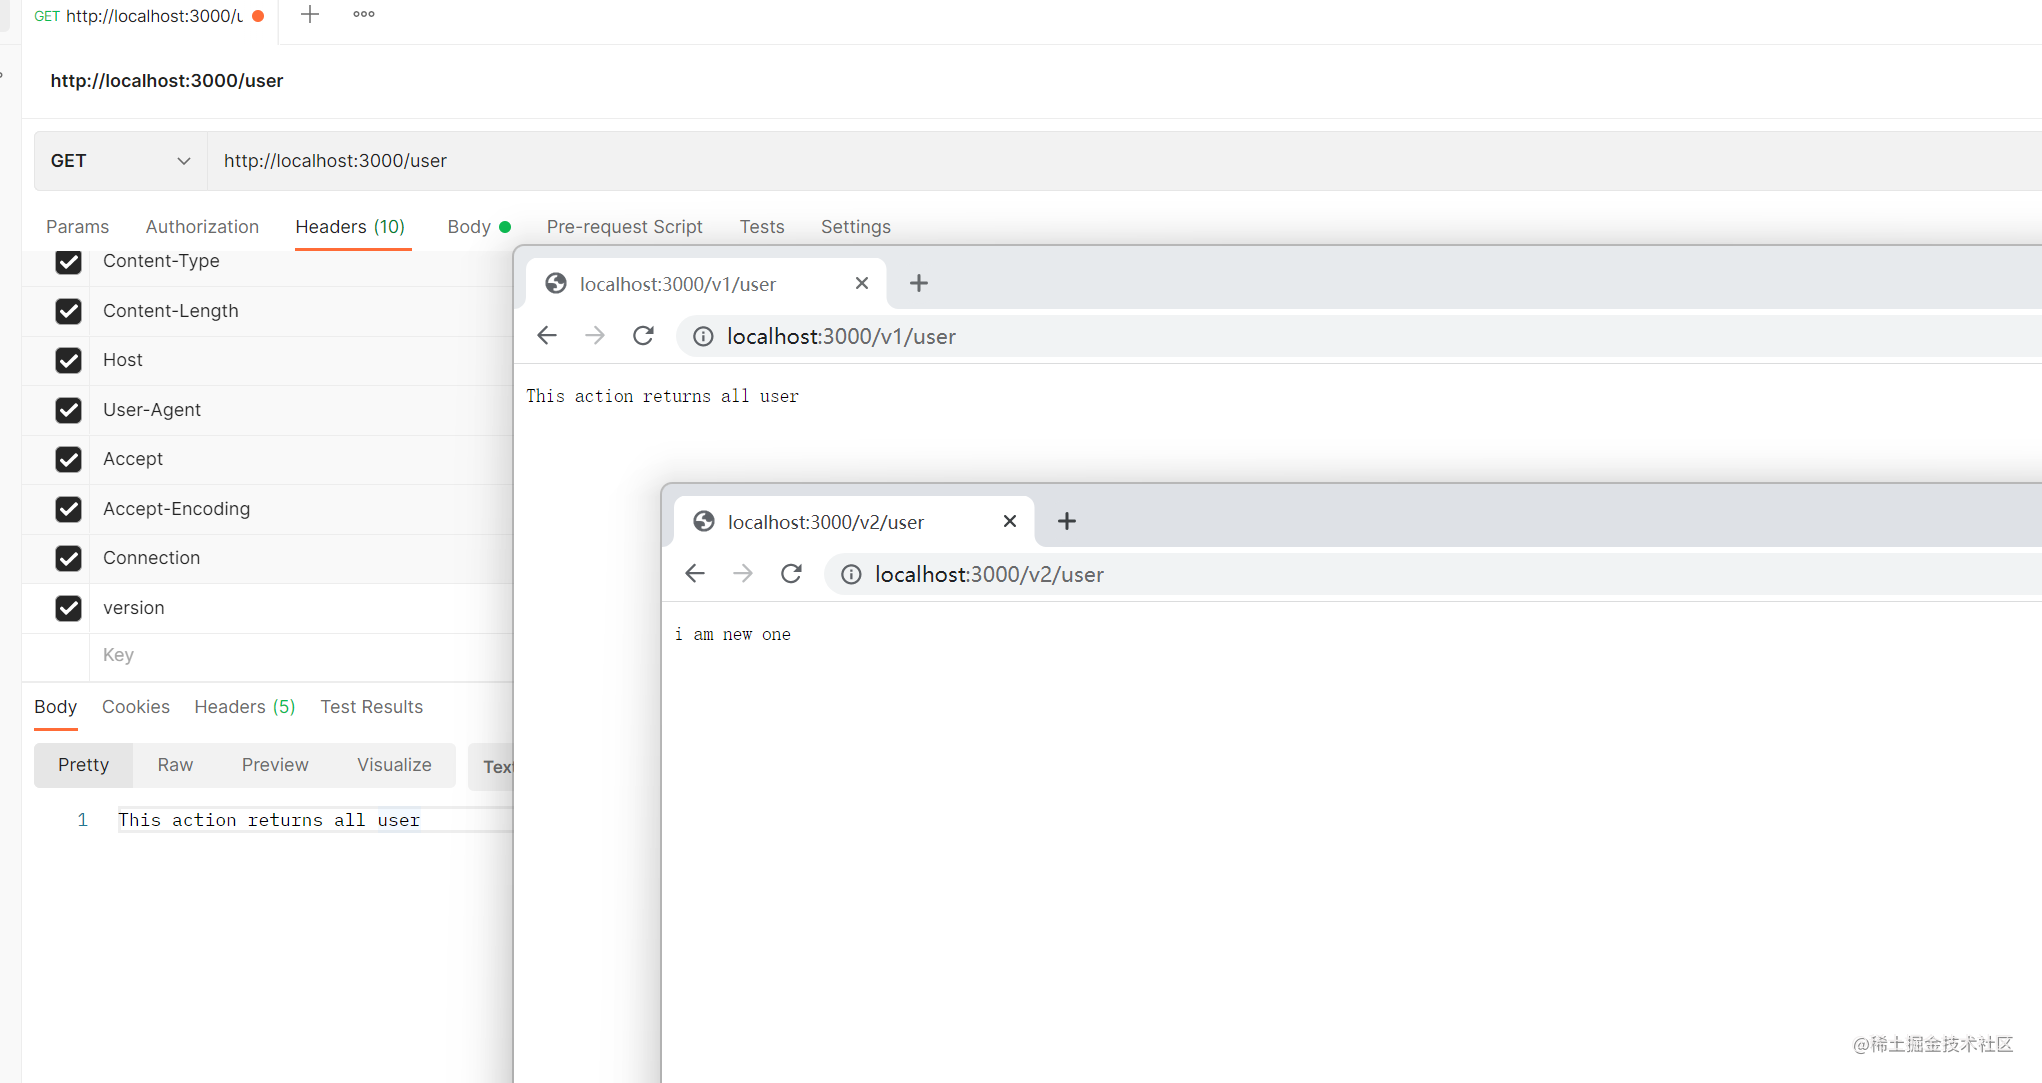 GET http://localhost:3000/u
http://localhost:3000/user
GET http://localhost:3000/user
Params Authorization Headers (10) Body Pre-request Script Tests Settings
Content-Type
Content-Length
Host
User-Agent
Accept
Accept-Encoding
Connection
version
Key
Body Cookies Headers (5) Test Results
Pretty Raw Preview Visualize Text
1 This action returns all user
localhost:3000/v1/user
localhost:3000/v1/user
This action returns all user
localhost:3000/v2/user
localhost:3000/v2/user
i am new one
@稀土掘金技术社区